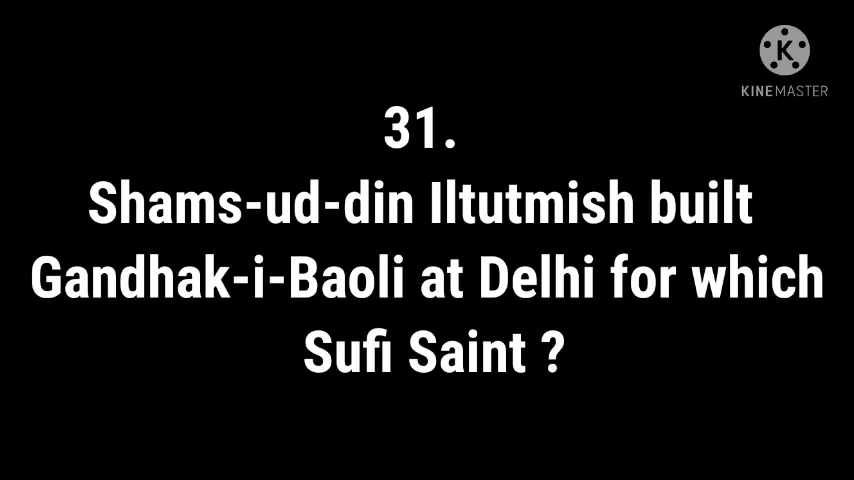 K
KINEMASTER
31.
Shams-ud-din Iltutmish built
Gandhak-i-Baoli at Delhi for which
Sufi Saint ?